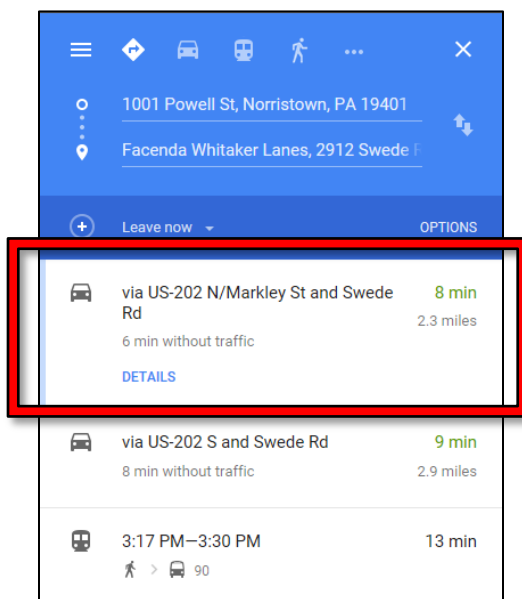 1001 Powell St, Norristown, PA 19401
Facenda Whitaker Lanes, 2912 Swede
Leave now OPTIONS
via US-202 N/Markley St and Swede Rd 8 min
2.3 miles
6 min without traffic
DETAILS
via US-202 S and Swede Rd 9 min
8 min without traffic 2.9 miles
3:17 PM—3:30 PM 13 min
90